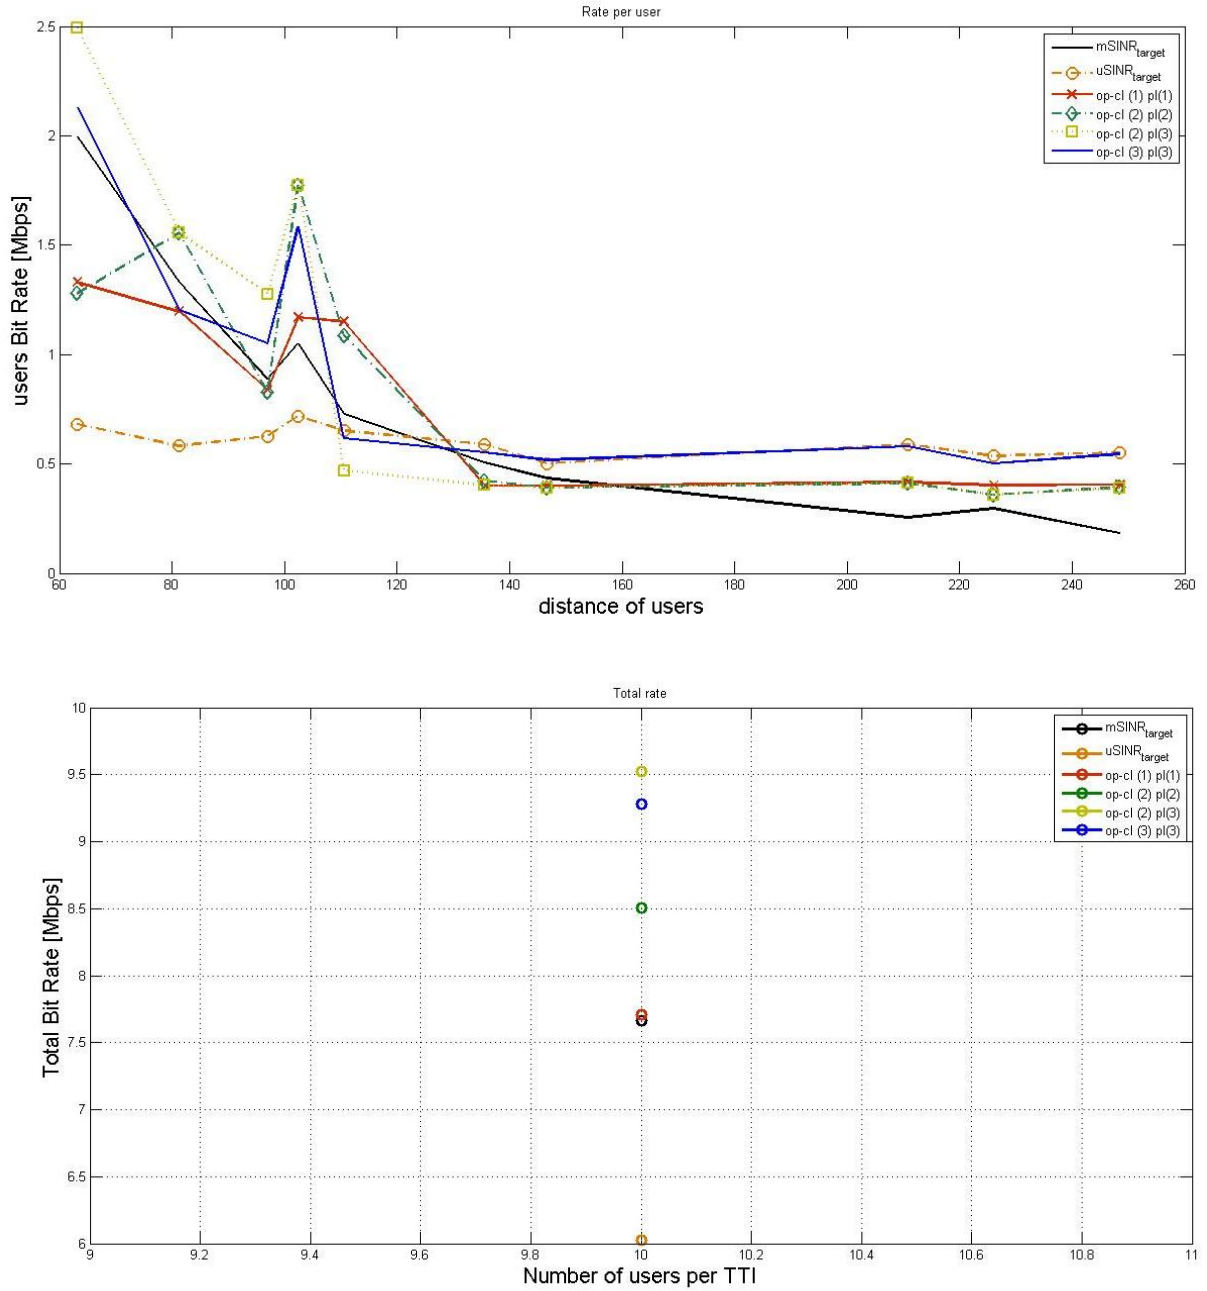 Rate per user
2.5
2
1.5
1
0.5
0
users Bit Rate [Mbps]
mSINR_target
uSINR_target
op-cl (1) pl(1)
op-cl (2) pl(2)
op-cl (2) pl(3)
op-cl (3) pl(3)
60 80 100 120 140 160 180 200 220 240 260
distance of users
Total rate
10
9.5
9
8.5
8
7.5
7
6.5
6
Total Bit Rate [Mbps]
mSINR_target
uSINR_target
op-cl (1) pl(1)
op-cl (2) pl(2)
op-cl (2) pl(3)
op-cl (3) pl(3)
9 9.2 9.4 9.6 9.8 10 10.2 10.4 10.6 10.8 11
Number of users per TTI